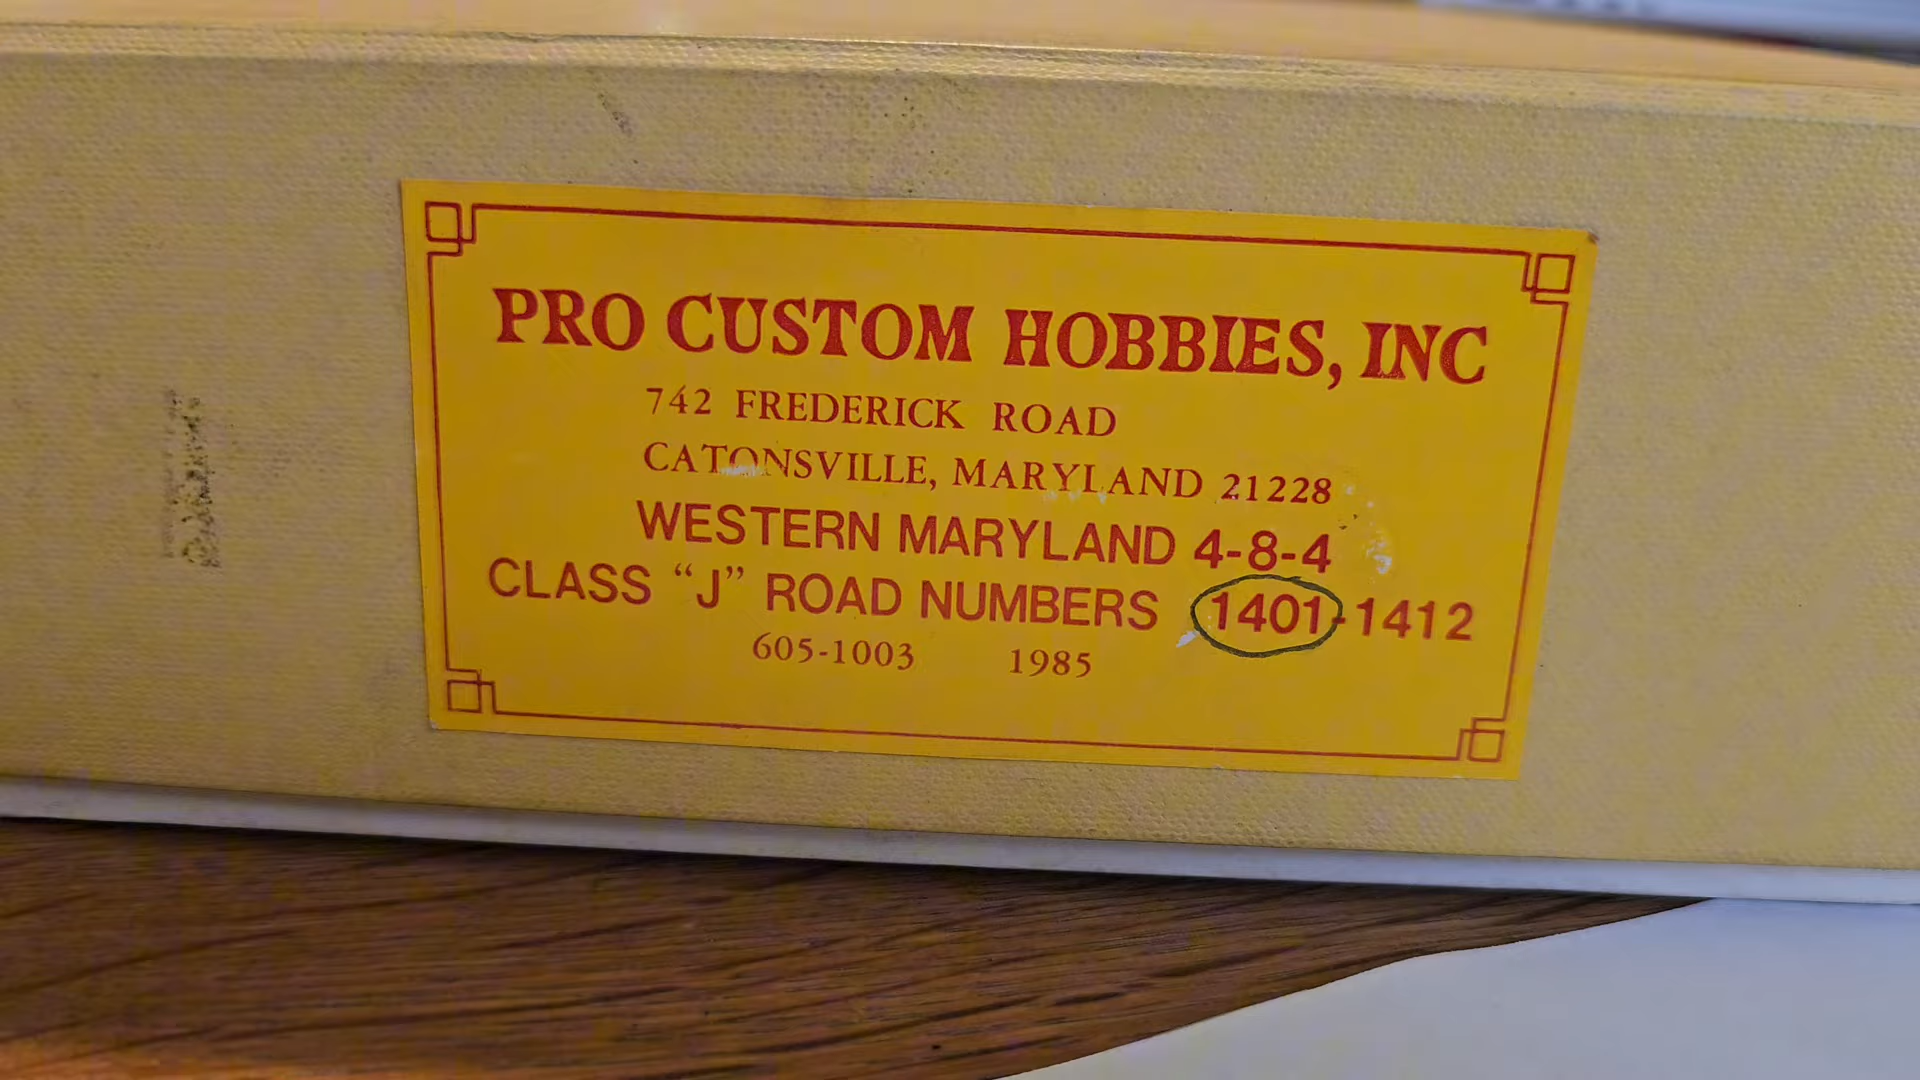 PRO CUSTOM HOBBIES, INC
742 FREDERICK ROAD
CATONSVILLE, MARYLAND 21228
WESTERN MARYLAND 4-8-4
CLASS “J” ROAD NUMBERS 1401-1412
605-1003 1985